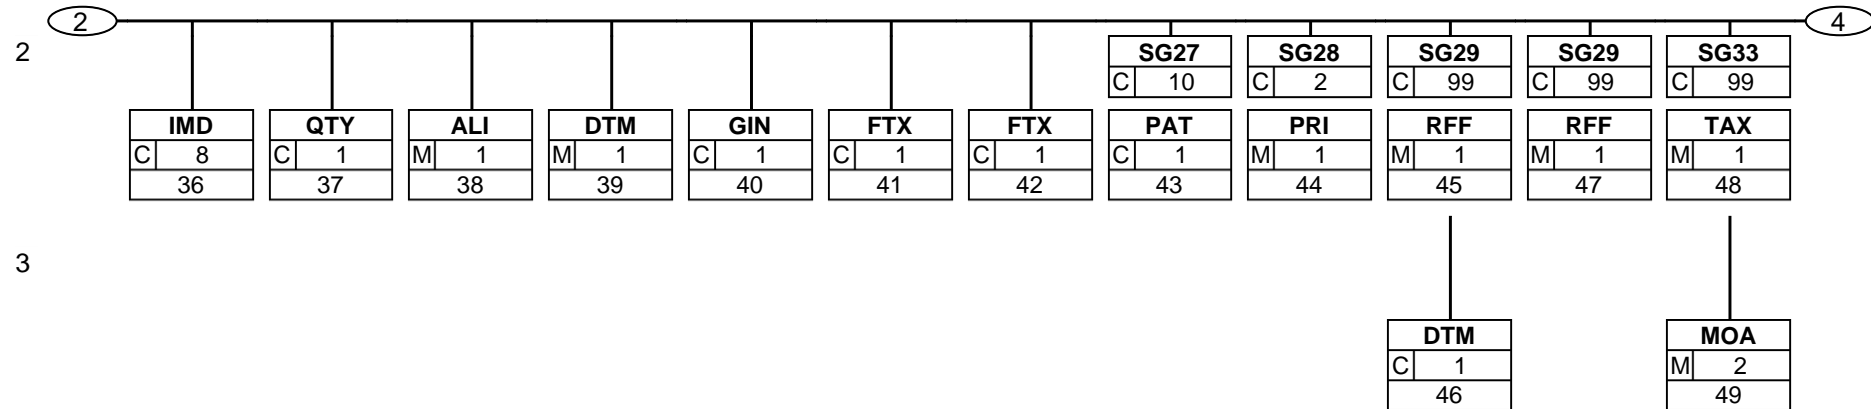 2 4
2 SG27 SG28 SG29 SG29 SG33
C 10 C 2 C 99 C 99 C 99
IMD QTY ALI DTM GIN FTX FTX PAT PRI RFF RFF TAX
C 8 C 1 M 1 M 1 C 1 C 1 C 1 C 1 M 1 M 1 M 1 M 1
36 37 38 39 40 41 42 43 44 45 47 48
3
DTM MOA
C 1 M 2
46 49